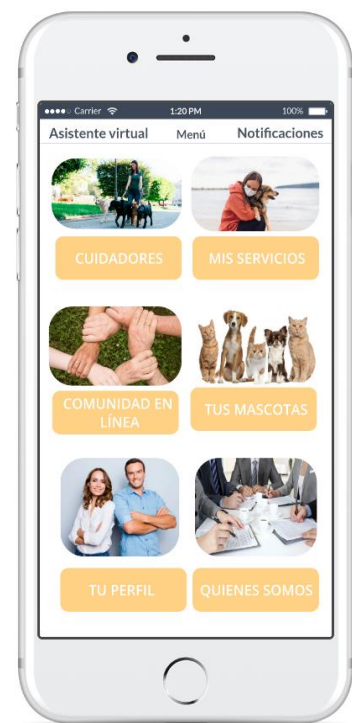 Carrier 1:20 PM 100%
Asistente virtual Menú Notificaciones
CUIDADORES MIS SERVICIOS
COMUNIDAD EN
LÍNEA
TUS MASCOTAS
TU PERFIL QUIENES SOMOS